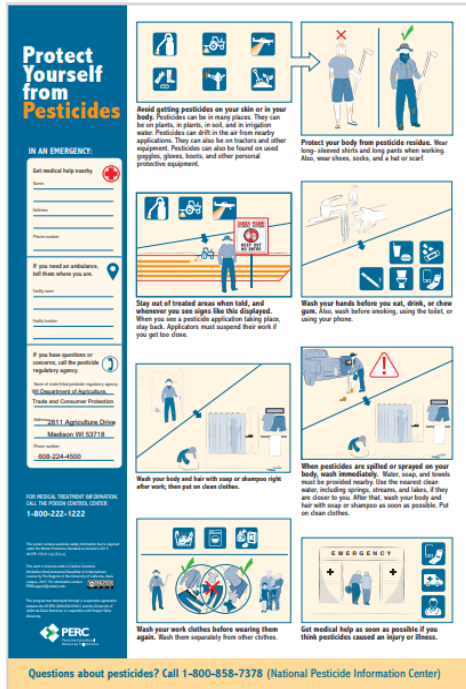 Protect
Yourself
from
Pesticides
IN AN EMERGENCY:
Get medical help nearby.
Name:
Address:
Phone number:
If you need an ambulance,
tell them where you are.
Facility name:
Facility location:
If you have questions or
concerns, call the pesticide
regulatory agency.
Name of state/tribal pesticide regulatory agency:
WI Department of Agriculture,
Trade and Consumer Protection
2811 Agriculture Drive
Madison WI 53718
Phone number:
608-224-4500
FOR MEDICAL TREATMENT INFORMATION,
CALL THE POISON CONTROL CENTER:
1-800-222-1222
PERC
Avoid getting pesticides on your skin or in your
body. Pesticides can be in many places. They can
be on plants, in plants, in soil, and in irrigation
water. Pesticides can drift in the air from nearby
applications. They can also be on tractors and other
equipment. Pesticides can also be found on used
goggles, gloves, boots, and other personal
protective equipment.
Protect your body from pesticide residue. Wear
long- sleeved shirts and long pants when working.
Also, wear shoes, socks, and a hat or scarf.
KEEP OUT
NO ENTRE
Stay out of treated areas when told, and
whenever you see signs like this displayed.
When you see a pesticide application taking place,
stay back. Applicators must suspend their work if
you get too close.
Wash your hands before you eat, drink, or chew
gum. Also, wash before smoking, using the toilet, or
using your phone.
Wash your body and hair with soap or shampoo right
after work; then put on clean clothes.
When pesticides are spilled or sprayed on your
body, wash immediately. Water, soap, and towels
must be provided nearby. Use the nearest clean
water, including springs, streams, and lakes, if they
are closer to you. After that, wash your body and
hair with soap or shampoo as soon as possible. Put
on clean clothes.
Wash your work clothes before wearing them
again. Wash them separately from other clothes.
EMERGENCY
Get medical help as soon as possible if you
think pesticides caused an injury or illness.
Questions about pesticides? Call 1-800-858-7378 (National Pesticide Information Center)